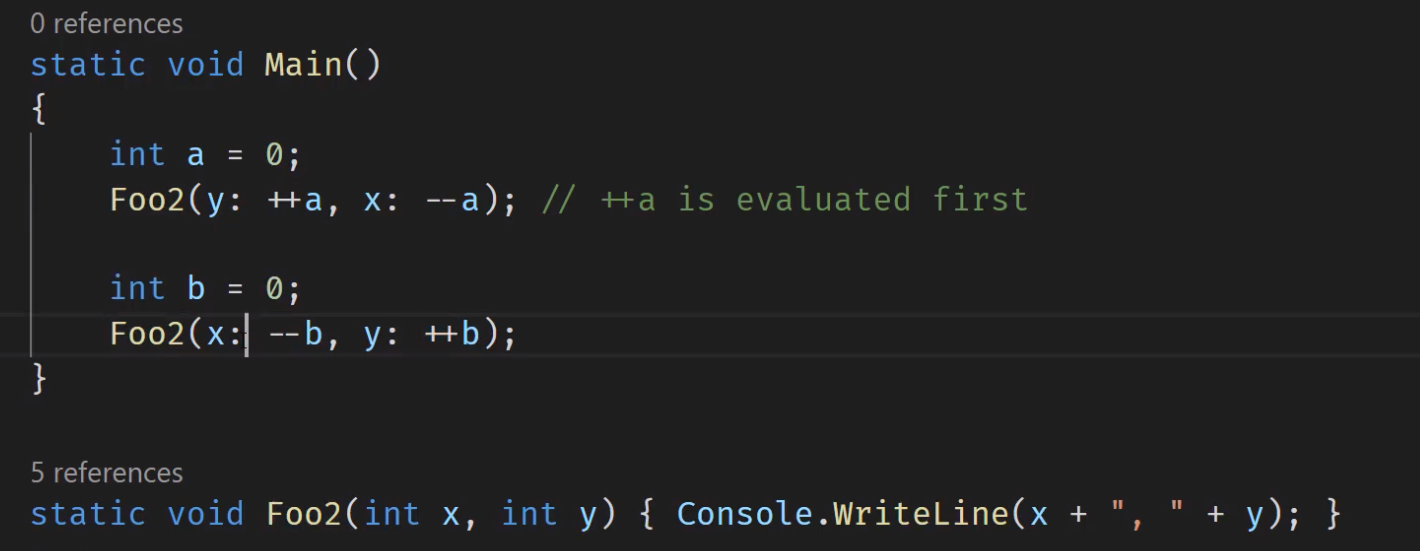 0 references
static void Main()
{
int a = 0;
Foo2(y: ++a, x: --a); // ++a is evaluated first
int b = 0;
Foo2(x: --b, y: ++b);
}
5 references
static void Foo2(int x, int y) { Console.WriteLine(x + ", " + y); }